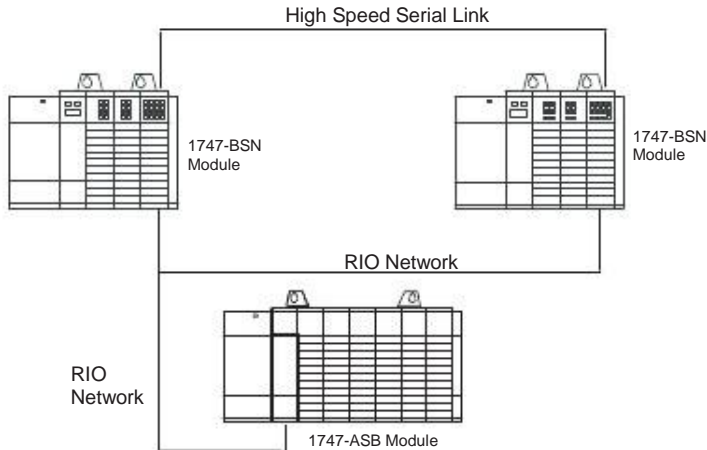 High Speed Serial Link
1747-BSN
Module
1747-BSN
Module
RIO Network
RIO
Network
1747-ASB Module